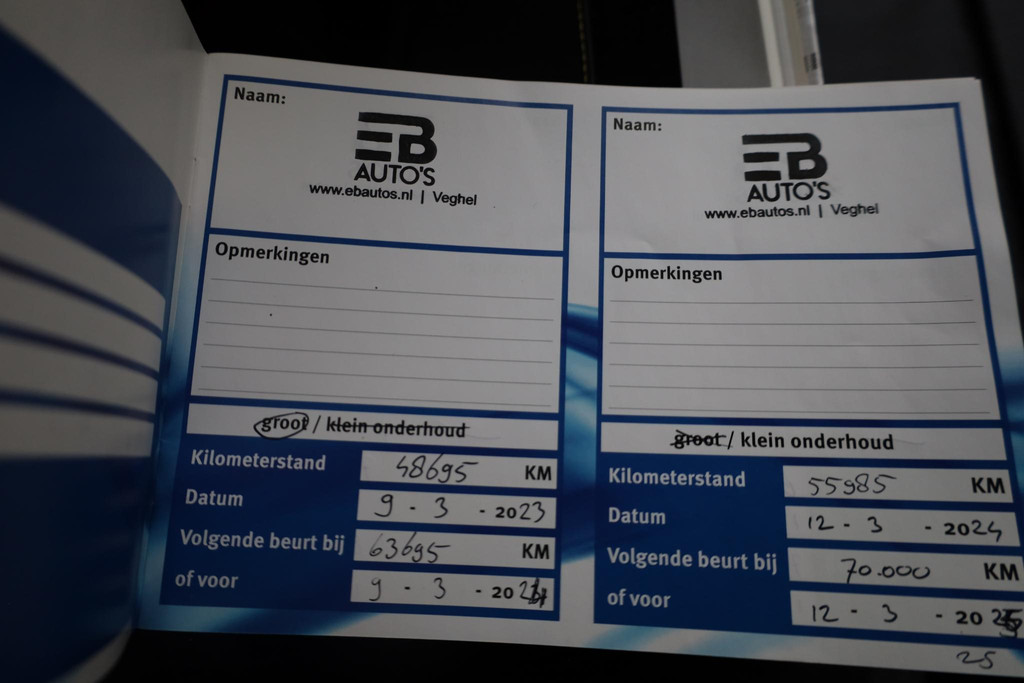 Naam:
EB
AUTO'S
www.ebautos.nl | Veghel
Opmerkingen
groot / klein onderhoud
Kilometerstand 48695 KM
Datum 9 - 3 - 2023
Volgende beurt bij 63695 KM
of voor 9 - 3 - 2024
Naam:
EB
AUTO'S
www.ebautos.nl | Veghel
Opmerkingen
groot / klein onderhoud
Kilometerstand 55985 KM
Datum 12 - 3 - 2024
Volgende beurt bij 70.000 KM
of voor 12 - 3 - 2025
25